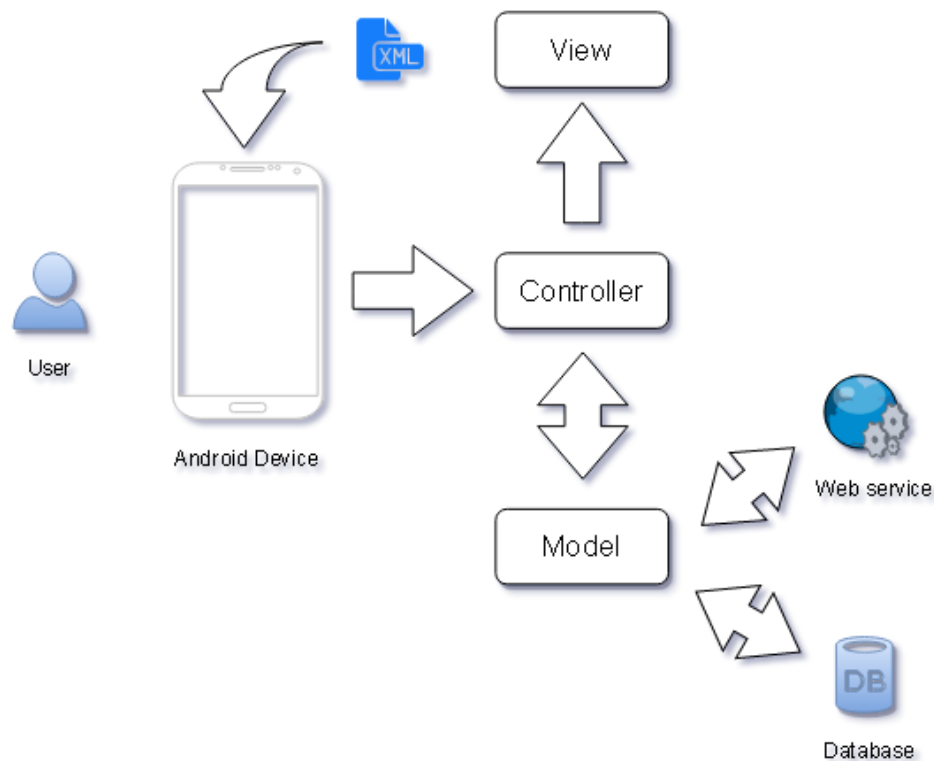 XML
View
Controller
User
Android Device
Web service
Model
DB
Database